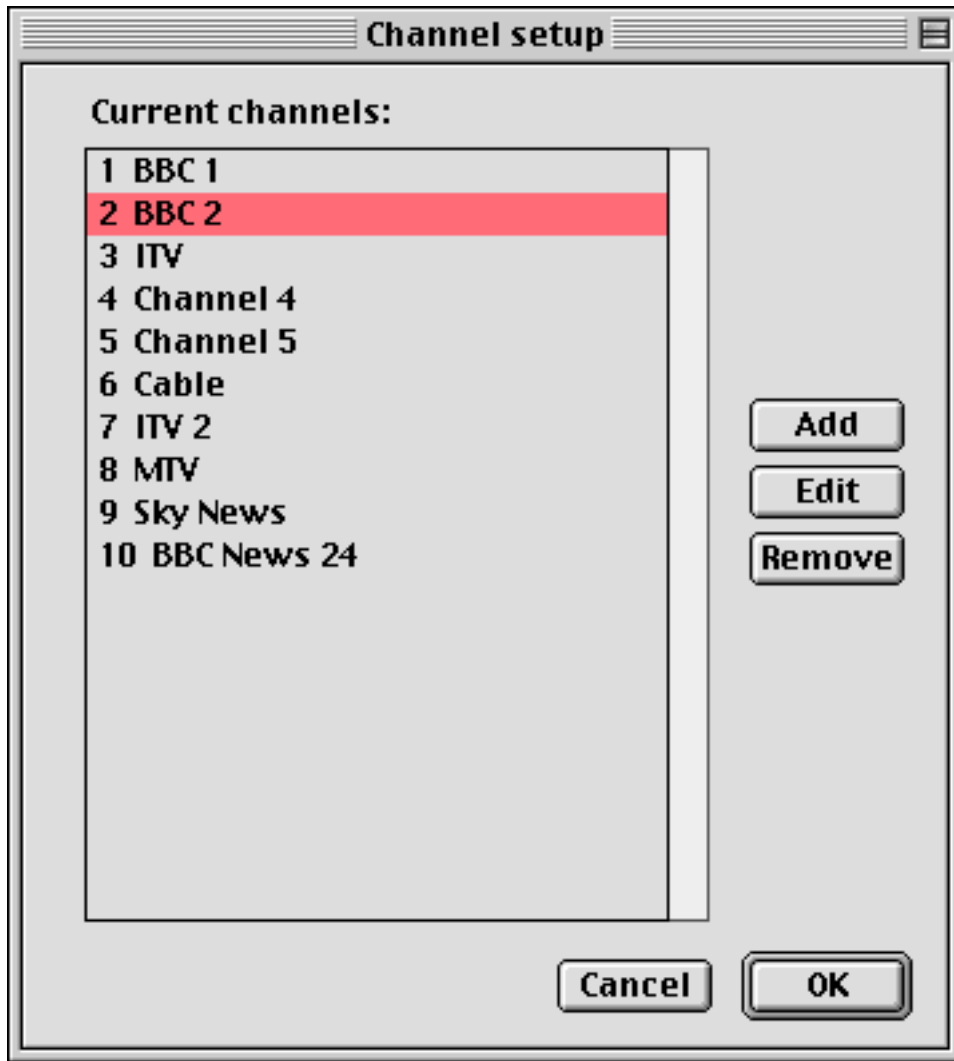 Channel setup
Current channels:
1 BBC 1
2 BBC 2
3 ITV
4 Channel 4
5 Channel 5
6 Cable
7 ITV 2
8 MTV
9 Sky News
10 BBC News 24
Add
Edit
Remove
Cancel
OK